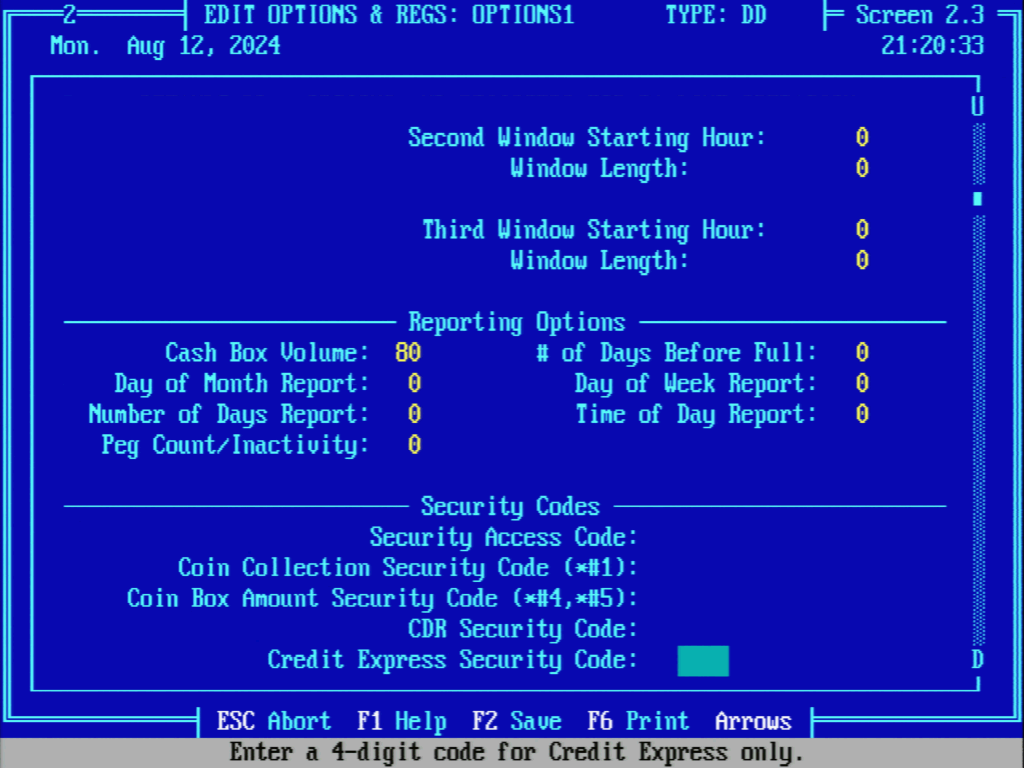 2 EDIT OPTIONS & REGS: OPTIONS1 TYPE: DD Screen 2.3
Mon. Aug 12, 2024 21:20:33
U
Second Window Starting Hour: 0
Window Length: 0
Third Window Starting Hour: 0
Window Length: 0
Reporting Options
Cash Box Volume: 80 # of Days Before Full: 0
Day of Month Report: 0 Day of Week Report: 0
Number of Days Report: 0 Time of Day Report: 0
Peg Count/Inactivity: 0
Security Codes
Security Access Code:
Coin Collection Security Code (*#1):
Coin Box Amount Security Code (*#4,*#5):
CDR Security Code:
Credit Express Security Code: D
ESC Abort F1 Help F2 Save F6 Print Arrows
Enter a 4-digit code for Credit Express only.